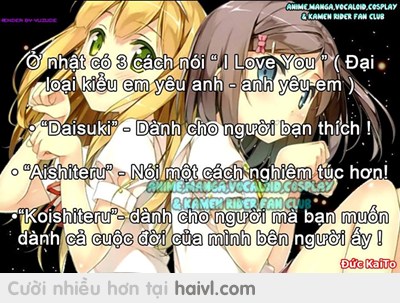 ANIME,MANGA,VOCALOID,COSPLAY
& KAMEN RIDER FAN CLUB
Ở nhật có 3 cách nói “ I Love You ” ( Đại
loại kiểu em yêu anh - anh yêu em )
• “Daisuki” - Dành cho người bạn thích !
• “Aishiteru” - Nói một cách nghiêm túc hơn!
ANIME,MANGA,VOCALOID,COSPLAY
& KAMEN RIDER FAN CLUB
•“Koishiteru”- dành cho người mà bạn muốn
dành cả cuộc đời của mình bên người ấy !
Đức KaiTo
Cười nhiều hơn tại haivl.com